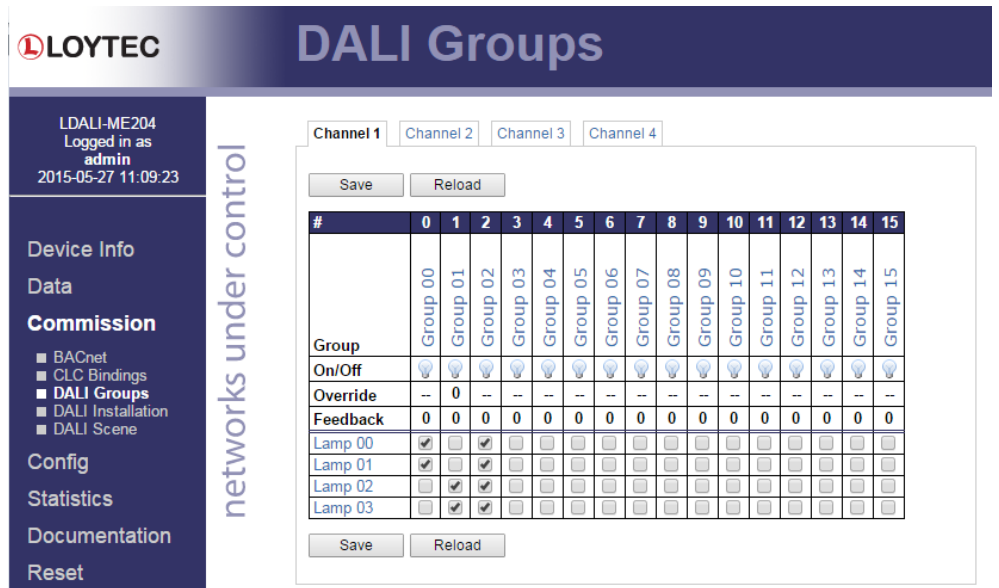 LOYTEC
DALI Groups
LDALI-ME204
Logged in as
admin
2015-05-27 11:09:23
Device Info
Data
Commission
BACnet
CLC Bindings
DALI Groups
DALI Installation
DALI Scene
Config
Statistics
Documentation
Reset
networks under control
Channel 1 Channel 2 Channel 3 Channel 4
Save Reload
# 0 1 2 3 4 5 6 7 8 9 10 11 12 13 14 15
Group Group 00 Group 01 Group 02 Group 03 Group 04 Group 05 Group 06 Group 07 Group 08 Group 09 Group 10 Group 11 Group 12 Group 13 Group 14 Group 15
On/Off
Override -- 0 -- -- -- -- -- -- -- -- -- -- -- -- -- --
Feedback 0 0 0 0 0 0 0 0 0 0 0 0 0 0 0 0
Lamp 00
Lamp 01
Lamp 02
Lamp 03
Save Reload